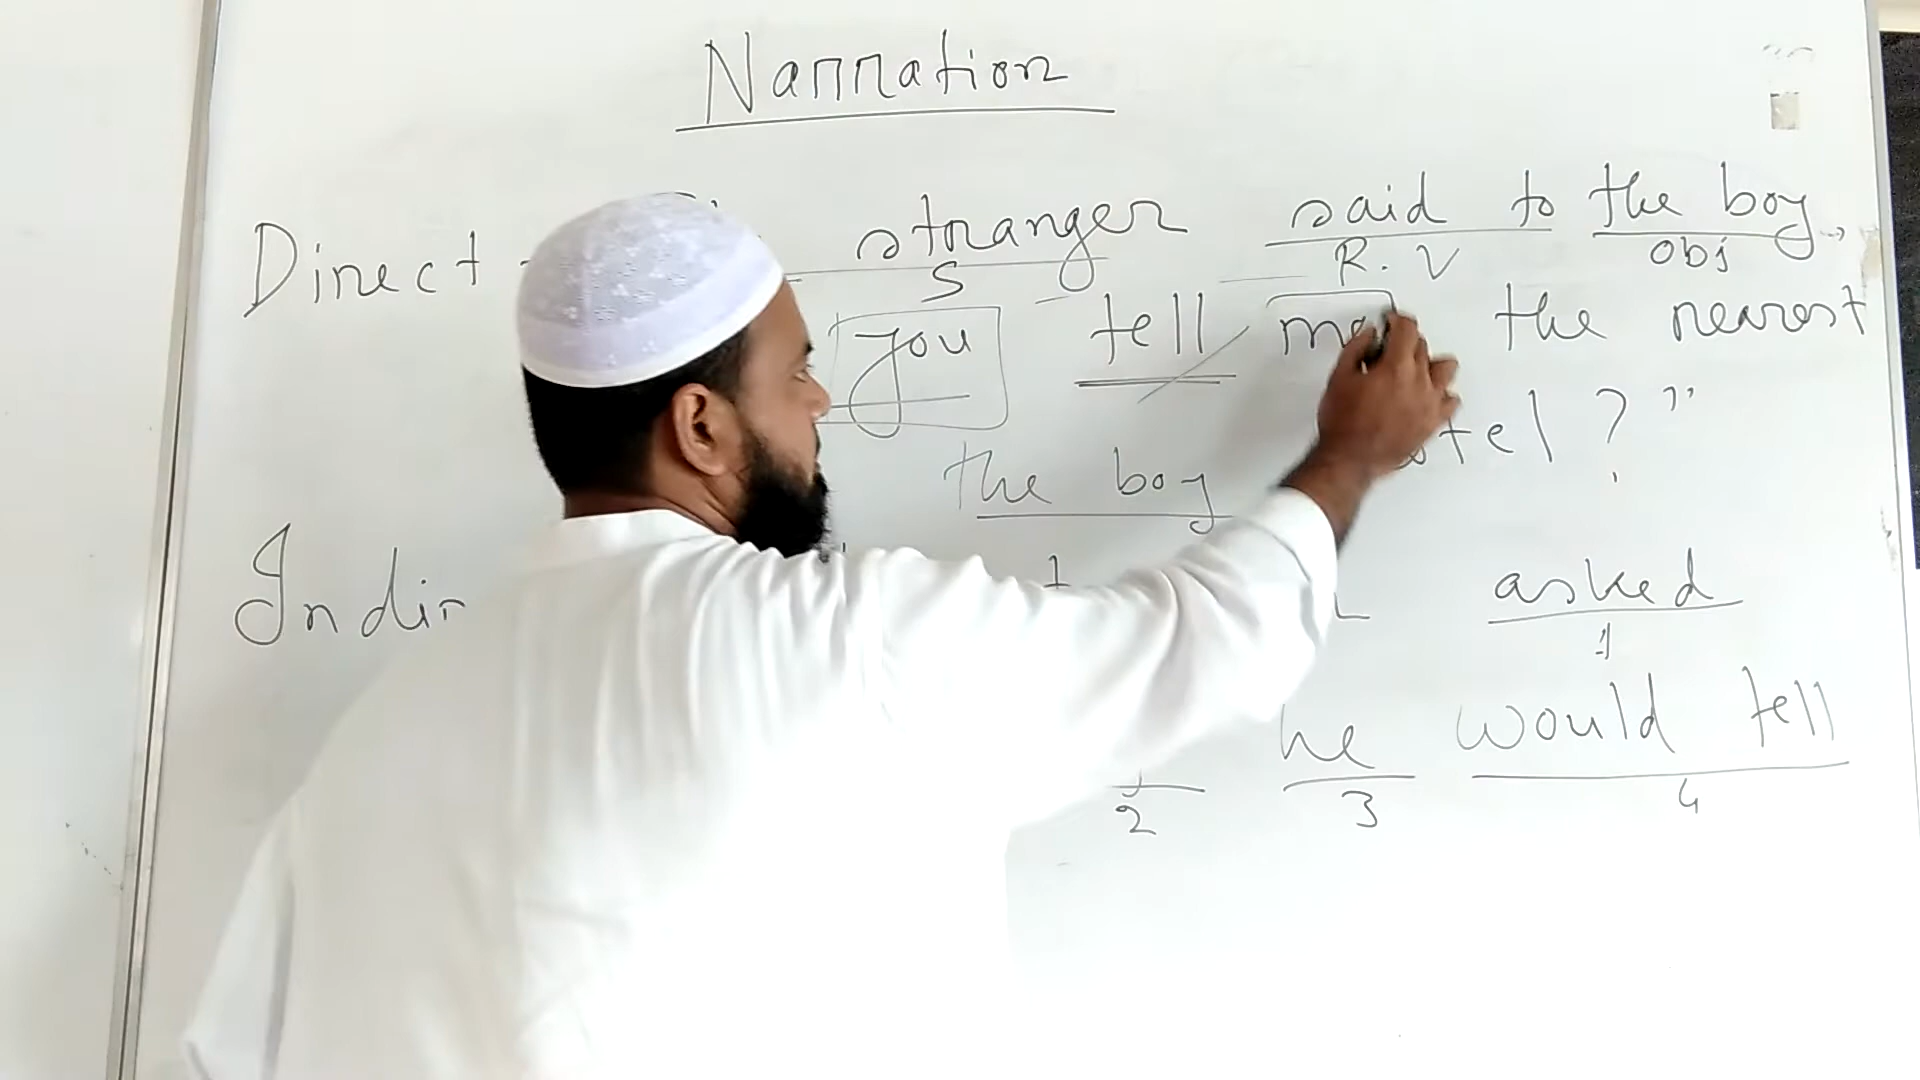 Narration
Direct stranger said to the boy,
S R.V Obj
you tell me the nearest
hotel ? ”
the boy
Indir asked
1
he would tell
2 3 4